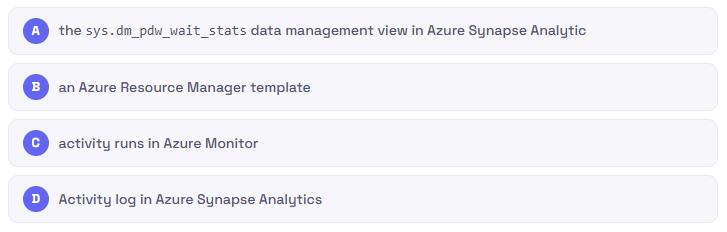 A the sys.dm_pdw_wait_stats data management view in Azure Synapse Analytic
B an Azure Resource Manager template
C activity runs in Azure Monitor
D Activity log in Azure Synapse Analytics